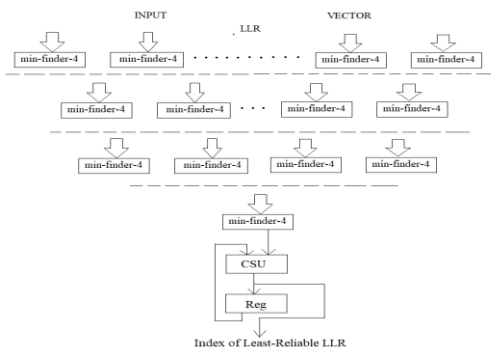 INPUT LLR VECTOR
min-finder-4 min-finder-4 min-finder-4 min-finder-4
min-finder-4 min-finder-4 min-finder-4 min-finder-4
min-finder-4 min-finder-4 min-finder-4 min-finder-4
min-finder-4
CSU
Reg
Index of Least-Reliable LLR